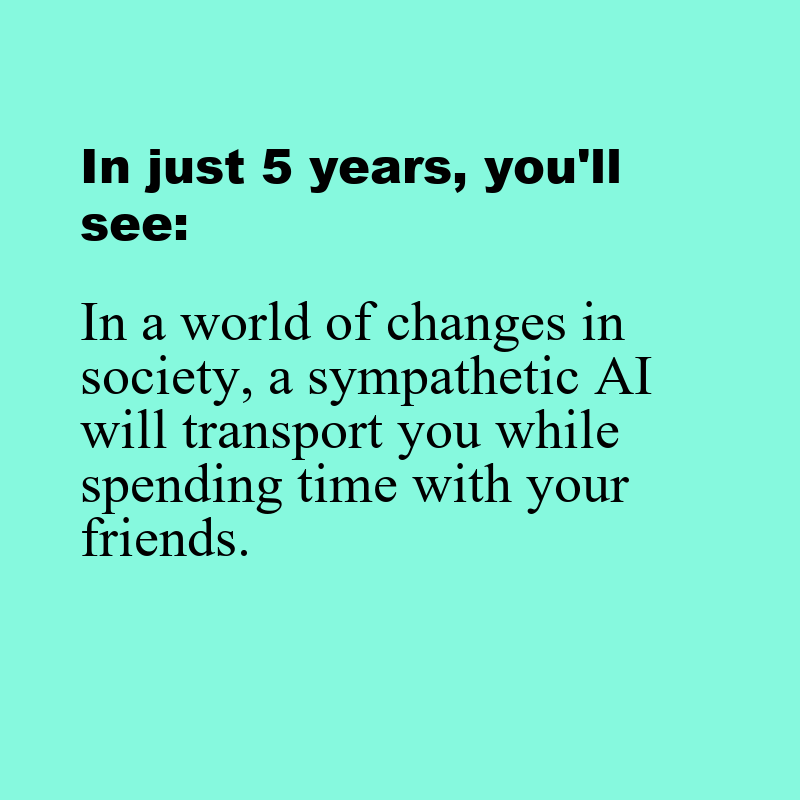 In just 5 years, you'll
see:
In a world of changes in
society, a sympathetic AI
will transport you while
spending time with your
friends.